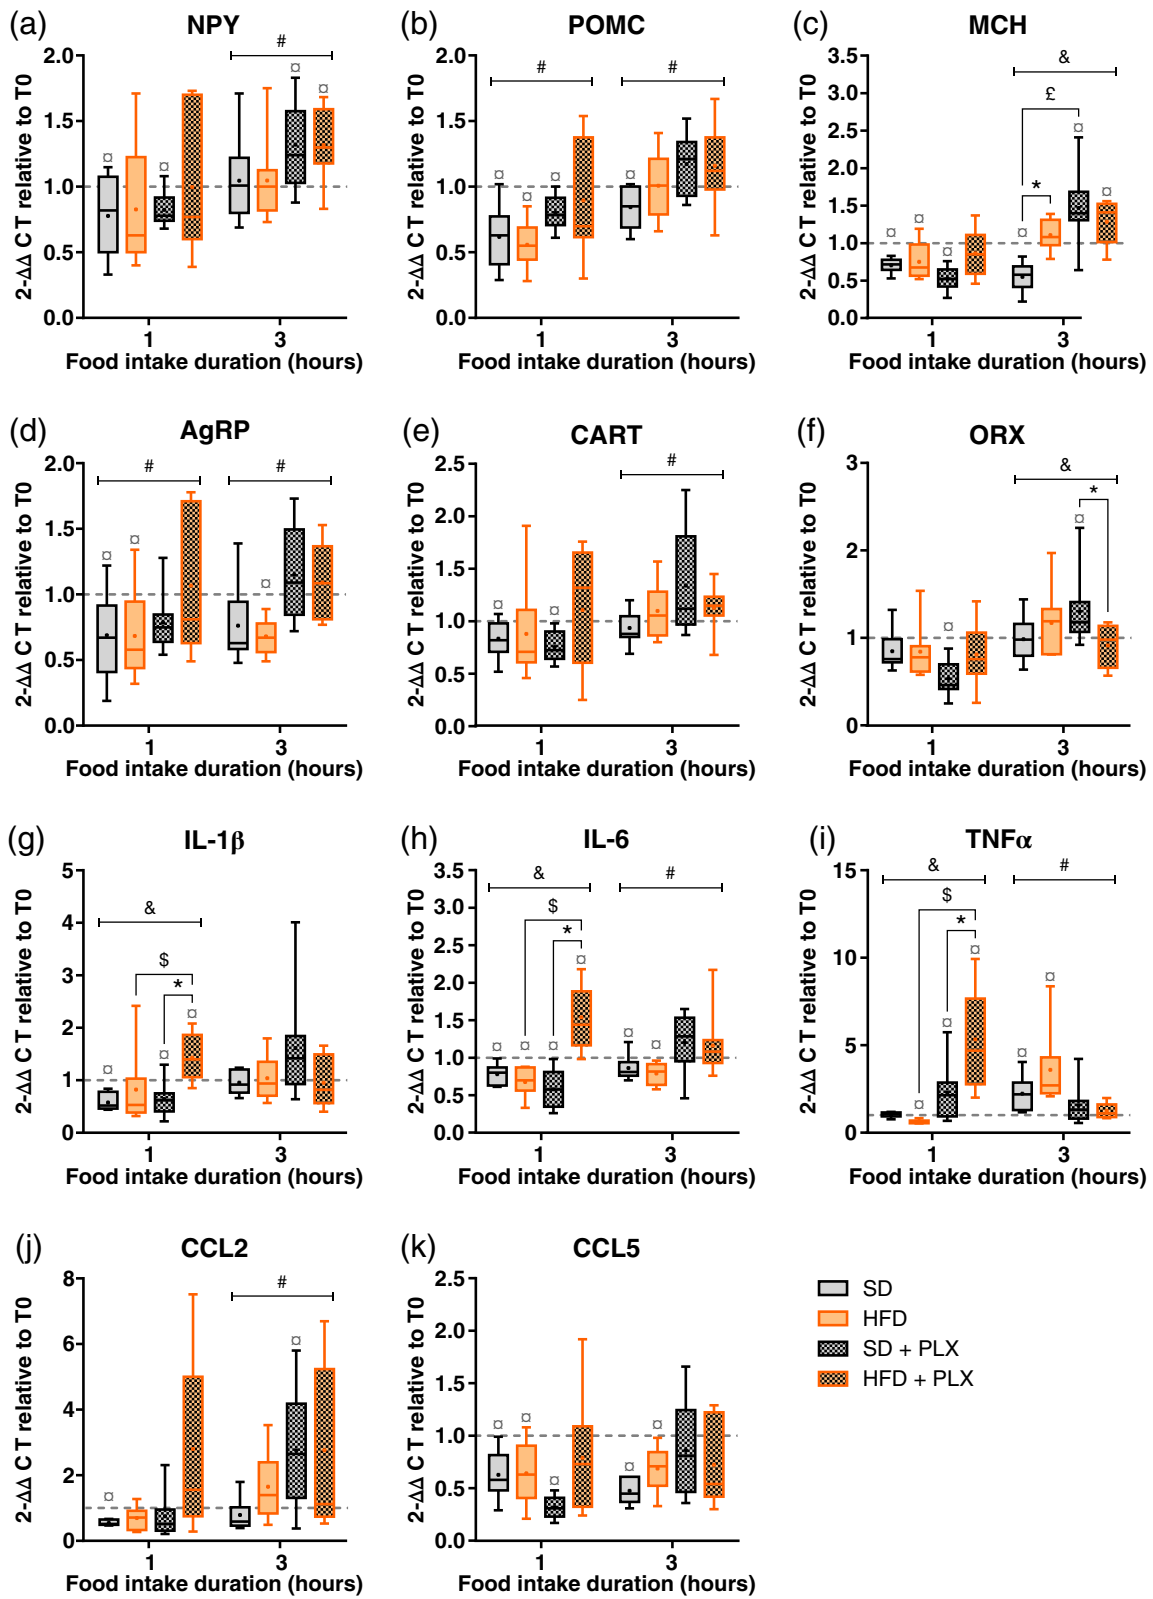 (a) NPY
2-ΔΔ CT relative to T0
2.0
1.5
1.0
0.5
0.0
#
¤ ¤ ¤ ¤
1 3
Food intake duration (hours)
(b) POMC
2-ΔΔ CT relative to T0
2.0
1.5
1.0
0.5
0.0
# #
¤ ¤ ¤ ¤
1 3
Food intake duration (hours)
(c) MCH
2-ΔΔ CT relative to T0
3.5
3.0
2.5
2.0
1.5
1.0
0.5
0.0
&
£
*
¤ ¤ ¤ ¤ ¤ ¤
1 3
Food intake duration (hours)
(d) AgRP
2-ΔΔ CT relative to T0
2.0
1.5
1.0
0.5
0.0
# #
¤ ¤ ¤
1 3
Food intake duration (hours)
(e) CART
2-ΔΔ CT relative to T0
2.5
2.0
1.5
1.0
0.5
0.0
#
¤ ¤
1 3
Food intake duration (hours)
(f) ORX
2-ΔΔ CT relative to T0
3
2
1
0
&
*
¤ ¤
1 3
Food intake duration (hours)
(g) IL-1β
2-ΔΔ CT relative to T0
5
4
3
2
1
0
&
$
*
¤ ¤ ¤
1 3
Food intake duration (hours)
(h) IL-6
2-ΔΔ CT relative to T0
3.5
3.0
2.5
2.0
1.5
1.0
0.5
0.0
& #
$
*
¤ ¤ ¤ ¤ ¤ ¤
1 3
Food intake duration (hours)
(i) TNFα
2-ΔΔ CT relative to T0
15
10
5
0
& #
$
*
¤ ¤ ¤ ¤ ¤
1 3
Food intake duration (hours)
(j) CCL2
2-ΔΔ CT relative to T0
8
6
4
2
0
#
¤ ¤
1 3
Food intake duration (hours)
(k) CCL5
2-ΔΔ CT relative to T0
2.5
2.0
1.5
1.0
0.5
0.0
¤ ¤ ¤ ¤ ¤
1 3
Food intake duration (hours)
SD
HFD
SD + PLX
HFD + PLX